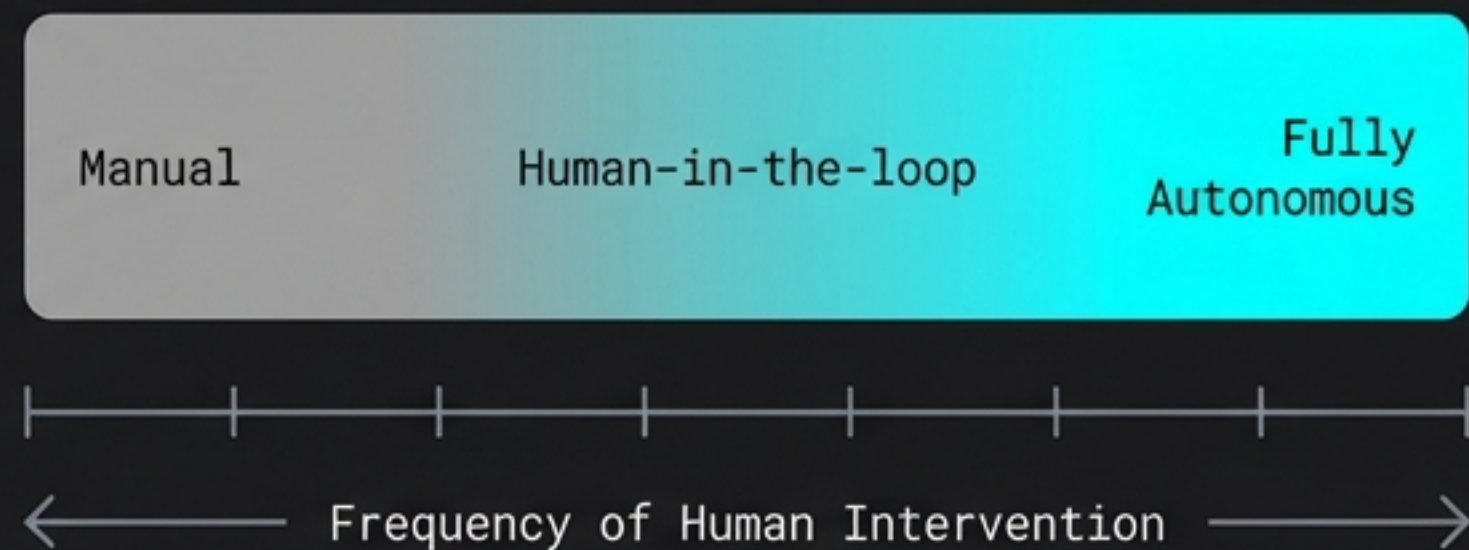 Manual
Human-in-the-loop
Fully
Autonomous
Frequency of Human Intervention